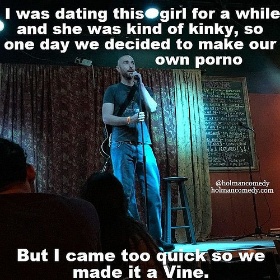 I was dating this girl for a while
and she was kind of kinky, so
one day we decided to make our
own porno
@holmancomedy
holmancomedy.com
But I came too quick so we
made it a Vine.